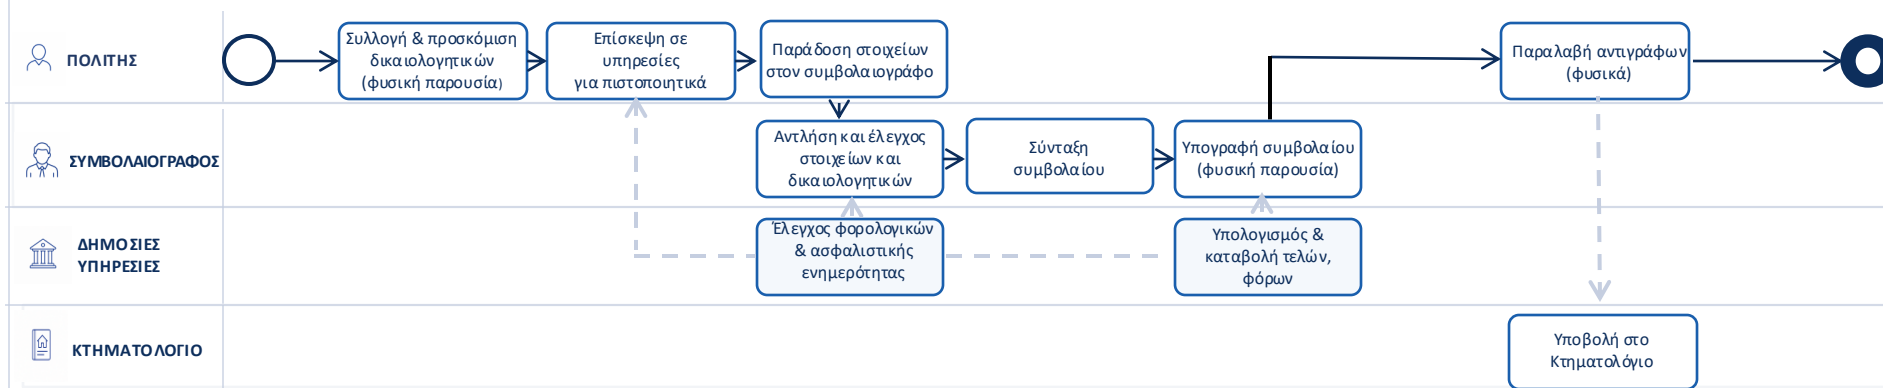 ΠΟΛΙΤΗΣ
Συλλογή & προσκόμιση
δικαιολογητικών
(φυσική παρουσία)
Επίσκεψη σε
υπηρεσίες
για πιστοποιητικά
Παράδοση στοιχείων
στον συμβολαιογράφο
Παραλαβή αντιγράφων
(φυσικά)
ΣΥΜΒΟΛΑΙΟΓΡΑΦΟΣ
Αντλήση και έλεγχος
στοιχείων και
δικαιολογητικών
Σύνταξη
συμβολαίου
Υπογραφή συμβολαίου
(φυσική παρουσία)
ΔΗΜΟΣΙΕΣ
ΥΠΗΡΕΣΙΕΣ
Έλεγχος φορολογικών
& ασφαλιστικής
ενημερότητας
Υπολογισμός &
καταβολή τελών,
φόρων
ΚΤΗΜΑΤΟΛΟΓΙΟ
Υποβολή στο
Κτηματολόγιο